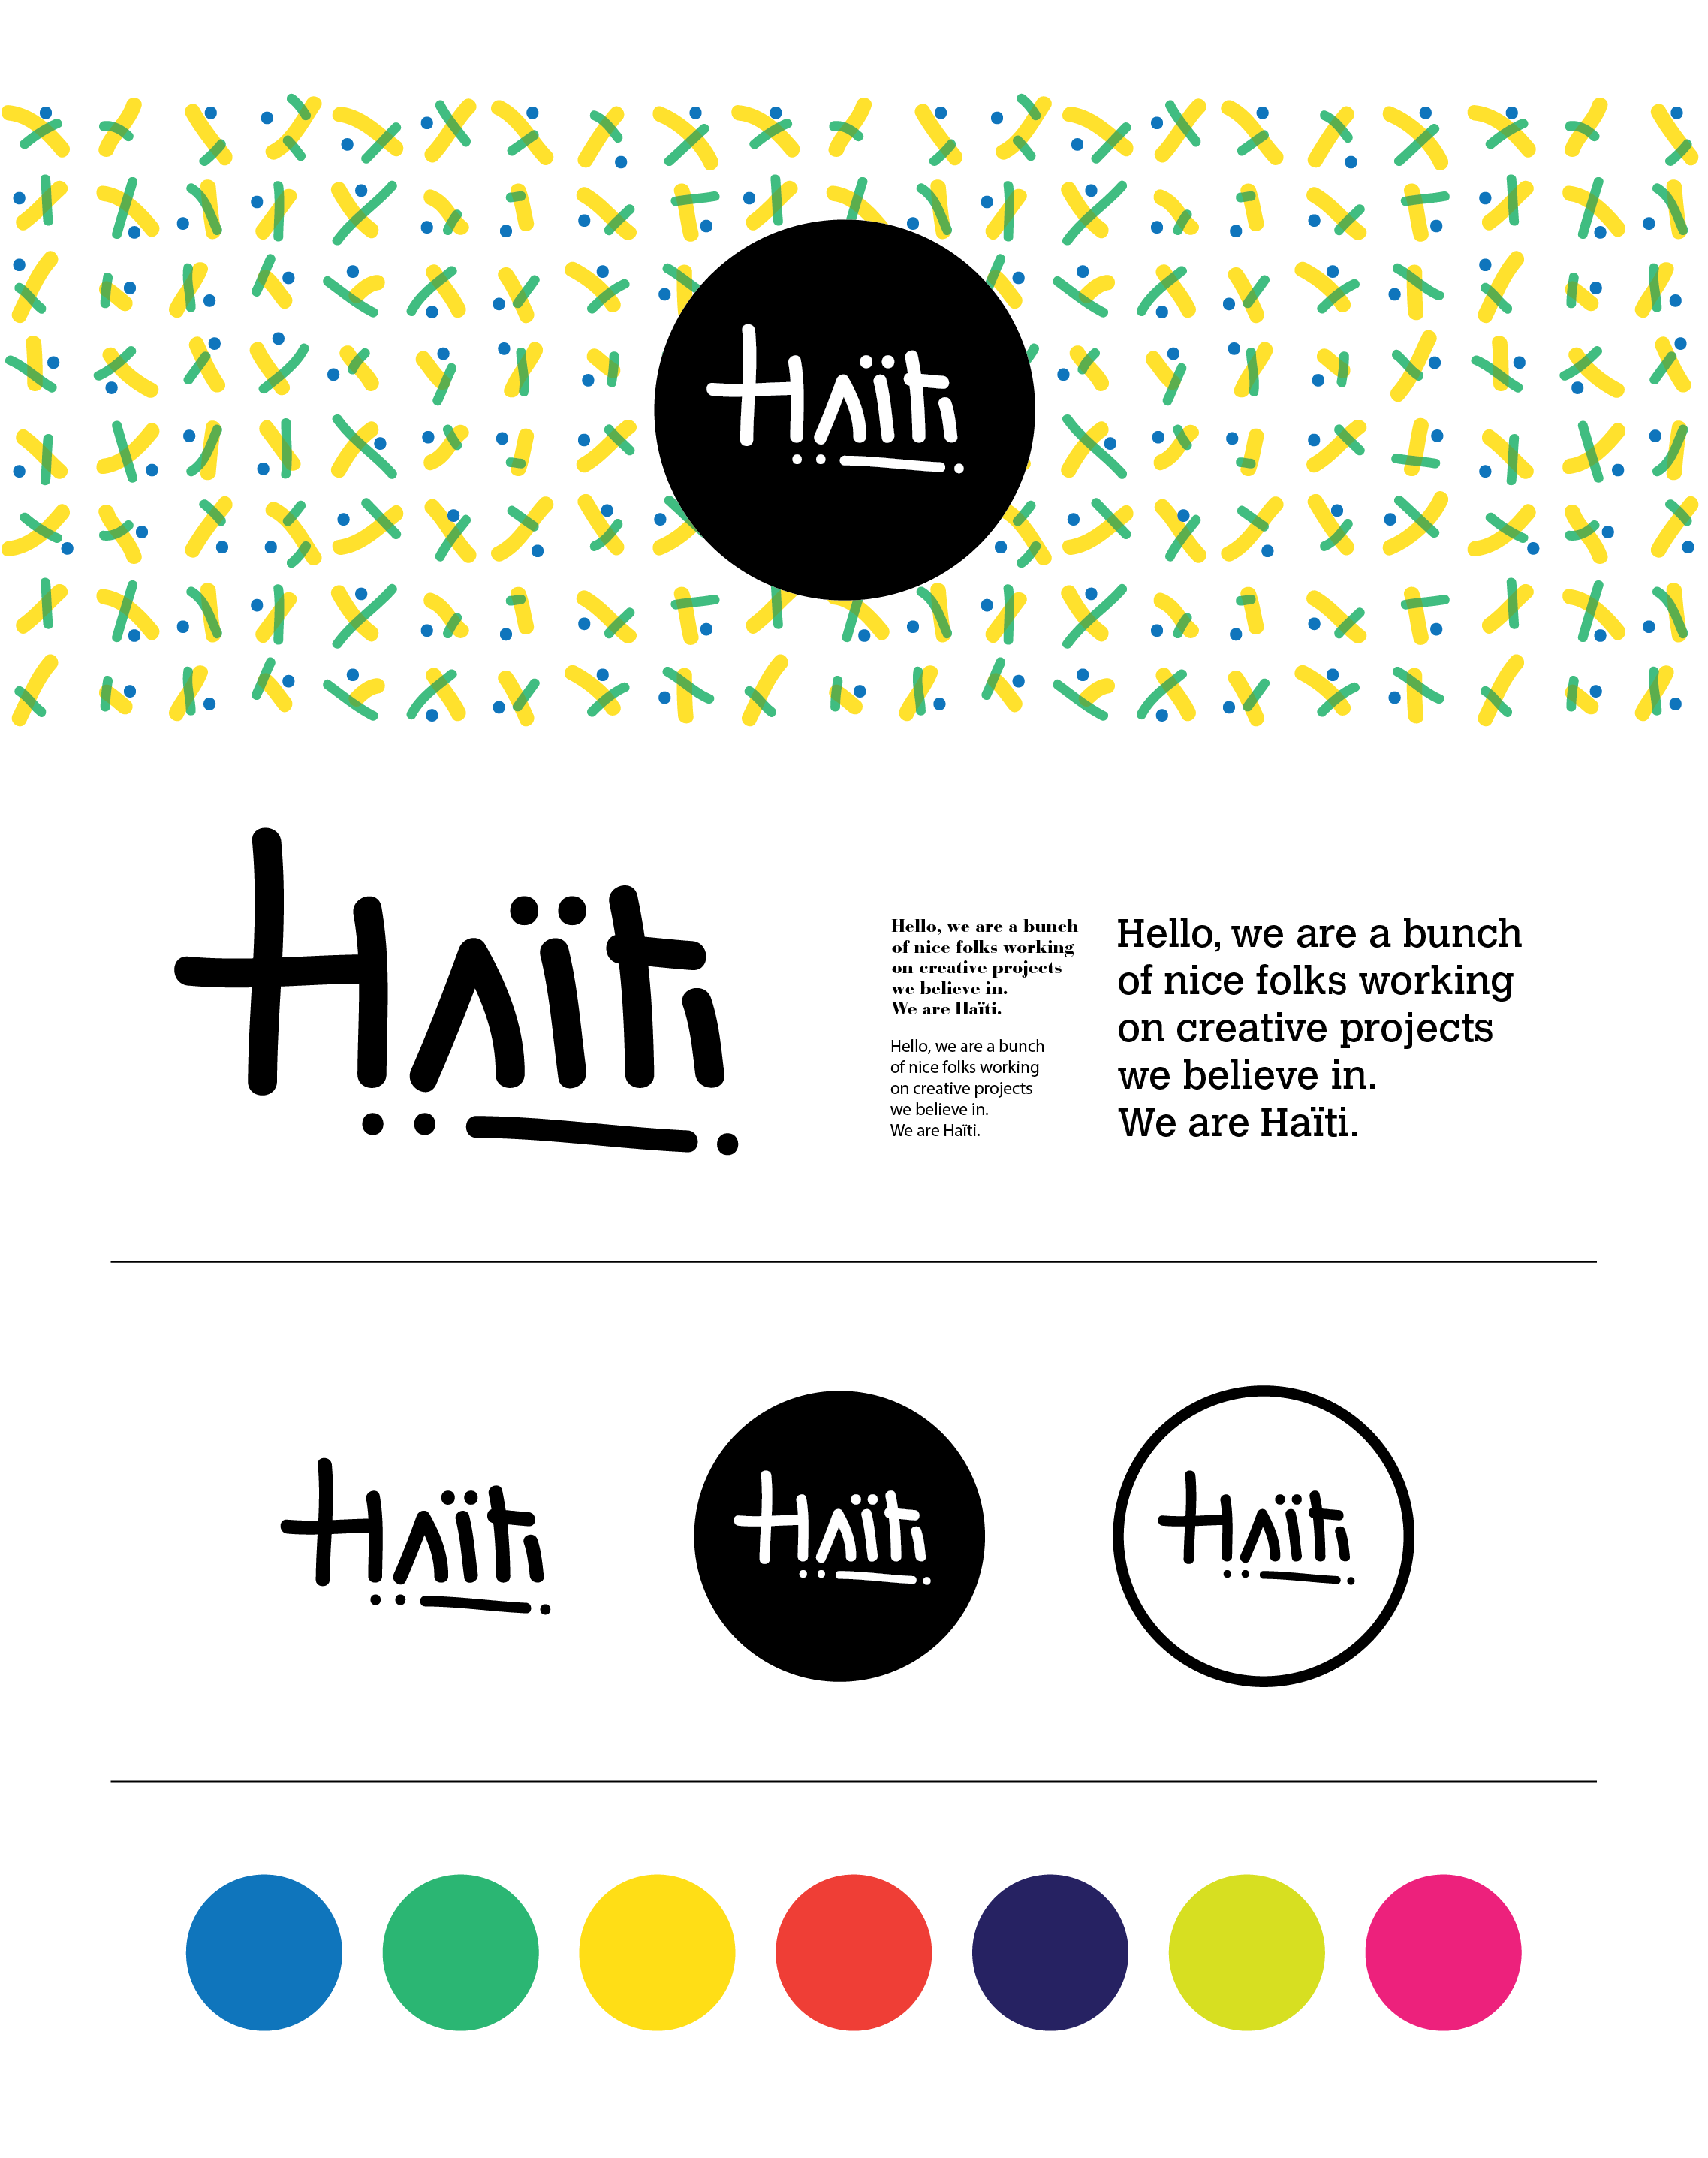 Haïti
Haïti
Hello, we are a bunch
of nice folks working
on creative projects
we believe in.
We are Haïti.
Hello, we are a bunch
of nice folks working
on creative projects
we believe in.
We are Haïti.
Hello, we are a bunch
of nice folks working
on creative projects
we believe in.
We are Haïti.
Haïti
Haïti
Haïti